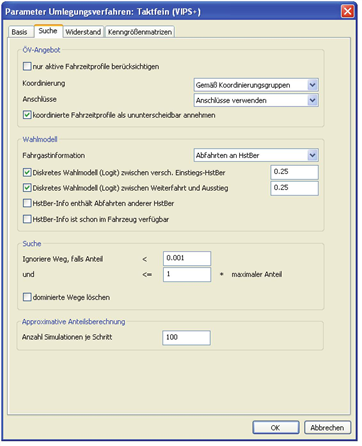 Parameter Umlegungsverfahren: Taktfein (VIPS+)
Basis Suche Widerstand Kenngrößenmatrizen
ÖV-Angebot
nur aktive Fahrzeitprofile berücksichtigen
Koordinierung Gemäß Koordinierungsgruppen
Anschlüsse Anschlüsse verwenden
koordinierte Fahrzeitprofile als ununterscheidbar annehmen
Wahlmodell
Fahrgastinformation Abfahrten an HstBer
Diskretes Wahlmodell (Logit) zwischen versch. Einstiegs-HstBer 0.25
Diskretes Wahlmodell (Logit) zwischen Weiterfahrt und Ausstieg 0.25
HstBer-Info enthält Abfahrten anderer HstBer
HstBer-Info ist schon im Fahrzeug verfügbar
Suche
Ignoriere Weg, falls Anteil < 0.001
und <= 1 * maximaler Anteil
dominierte Wege löschen
Approximative Anteilsberechnung
Anzahl Simulationen je Schritt 100
OK Abbrechen